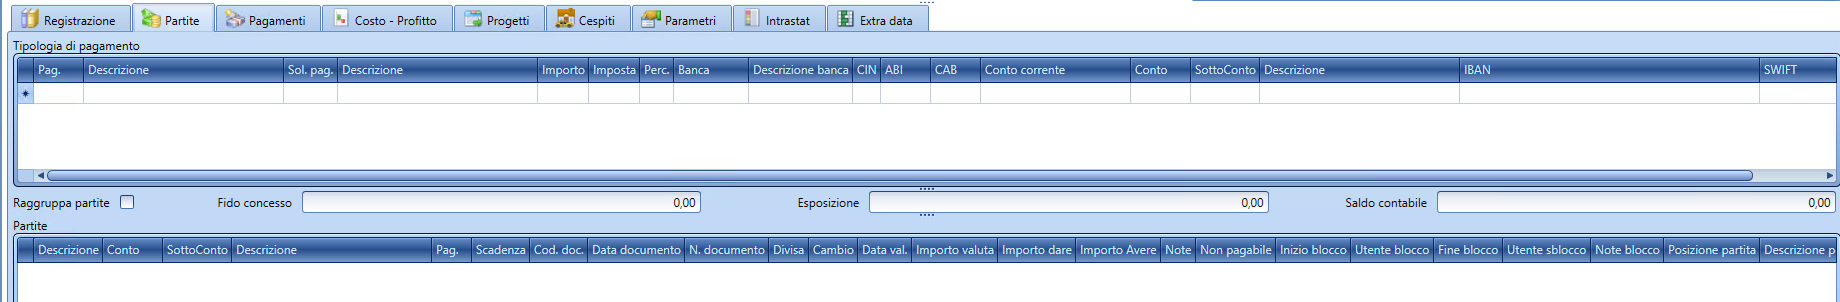 Registrazione Partite Pagamenti Costo - Profitto Progetti Cespiti Parametri Intrastat Extra data
Tipologia di pagamento
Pag. Descrizione Sol. pag. Descrizione Importo Imposta Perc. Banca Descrizione banca CIN ABI CAB Conto corrente Conto SottoConto Descrizione IBAN SWIFT
Raggruppa partite Fido concesso 0,00 Esposizione 0,00 Saldo contabile 0,00
Partite
Descrizione Conto SottoConto Descrizione Pag. Scadenza Cod. doc. Data documento N. documento Divisa Cambio Data val. Importo valuta Importo dare Importo Avere Note Non pagabile Inizio blocco Utente blocco Fine blocco Utente sblocco Note blocco Posizione partita Descrizione p